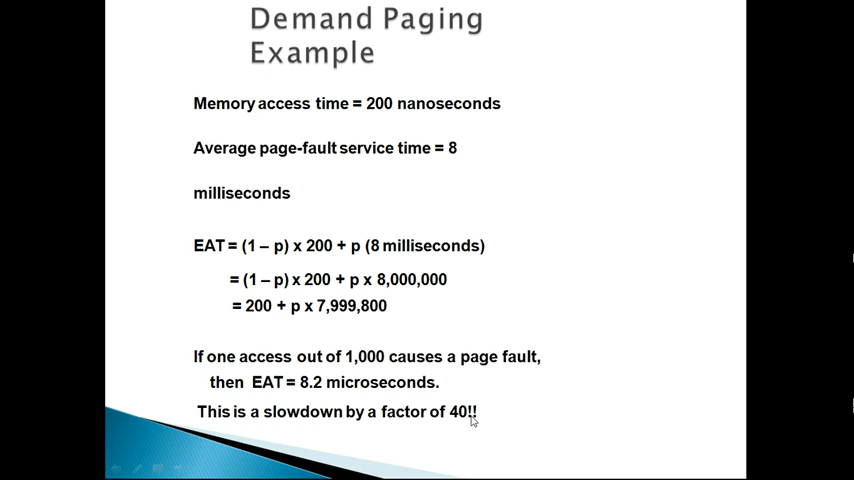 Demand Paging
Example
Memory access time = 200 nanoseconds
Average page-fault service time = 8
milliseconds
EAT = (1 – p) x 200 + p (8 milliseconds)
= (1 – p) x 200 + p x 8,000,000
= 200 + p x 7,999,800
If one access out of 1,000 causes a page fault,
then EAT = 8.2 microseconds.
This is a slowdown by a factor of 40!!